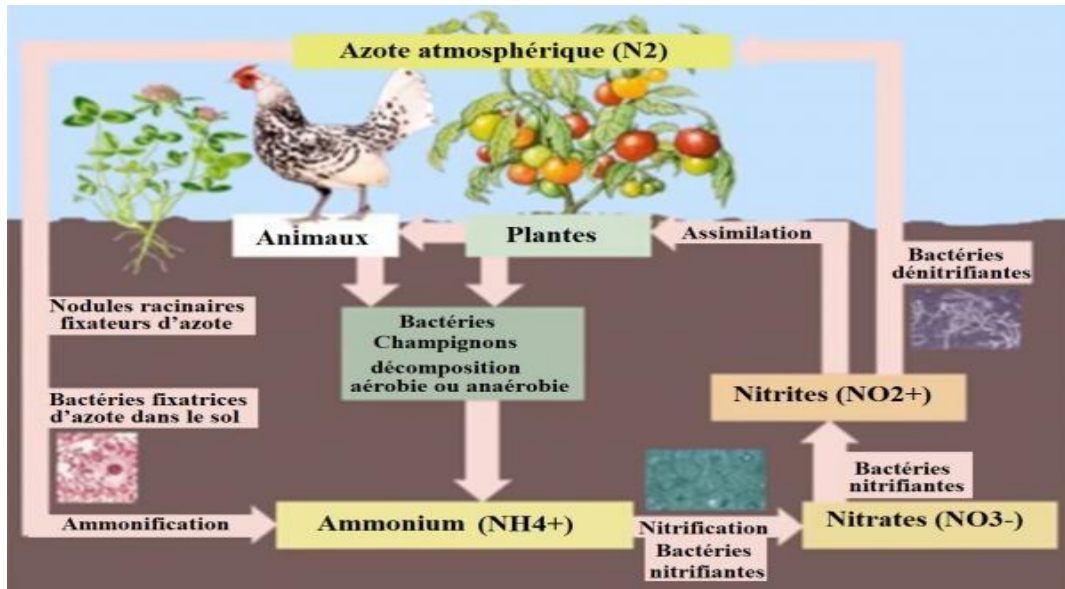 Azote atmosphérique (N2)
Animaux
Plantes
Assimilation
Bactéries
dénitrifiantes
Nodules racinaires
fixateurs d'azote
Bactéries
Champignons
décomposition
aérobie ou anaérobie
Bactéries fixatrices
d'azote dans le sol
Nitrites (NO2+)
Bactéries
nitrifiantes
Ammonification
Ammonium (NH4+)
Nitrification
Bactéries
nitrifiantes
Nitrates (NO3-)